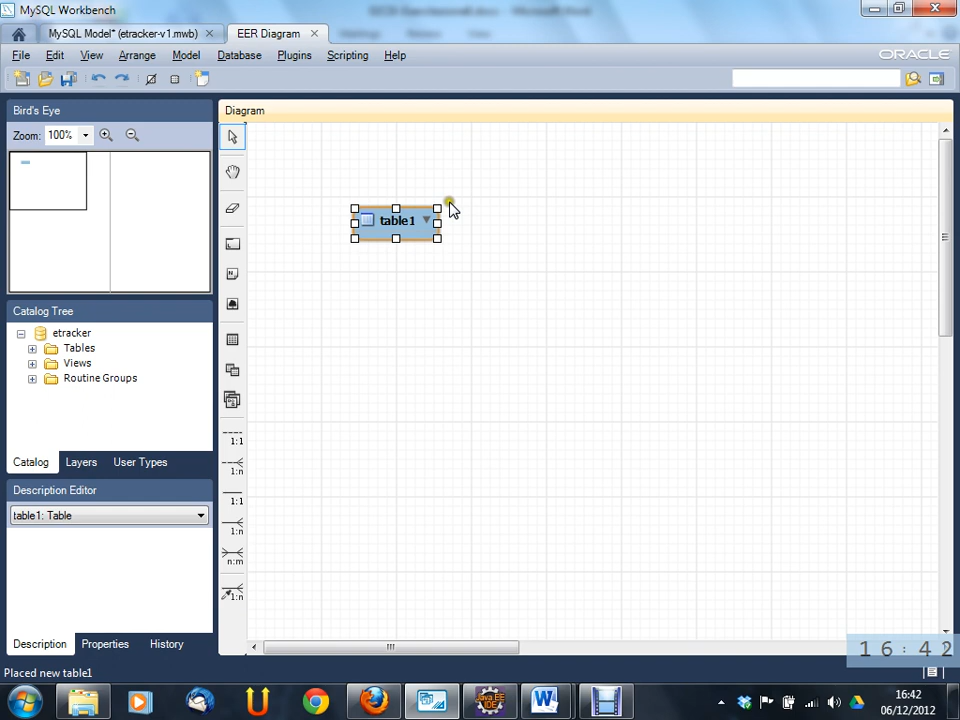 MySQL Workbench
MySQL Model* (etracker-v1.mwb)
EER Diagram
File Edit View Arrange Model Database Plugins Scripting Help
ORACLE
Bird's Eye
Zoom: 100%
Catalog Tree
etracker
Tables
Views
Routine Groups
Catalog Layers User Types
Description Editor
table1: Table
Description Properties History
Placed new table1
Diagram
table1
1:1
1:n
1:1
1:n
n:m
1:n
16:42
Java EE
IDE
16:42
06/12/2012